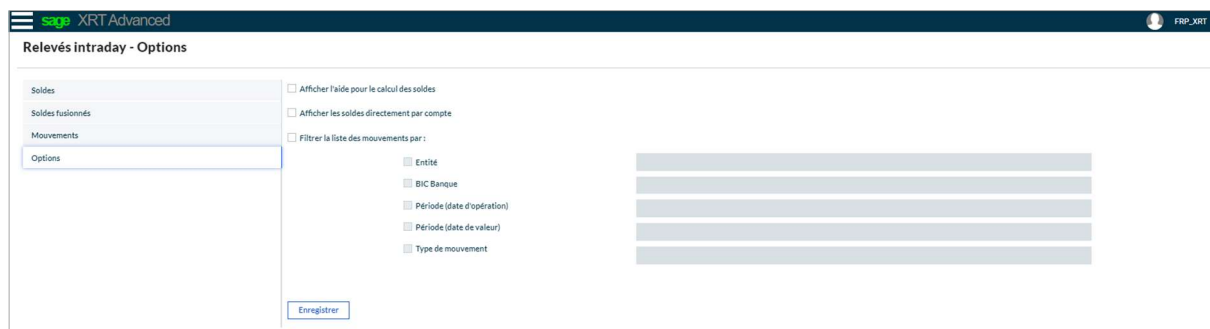 sage XRT Advanced
FRP_XRT
Relevés intraday - Options
Soldes
Soldes fusionnés
Mouvements
Options
Afficher l'aide pour le calcul des soldes
Afficher les soldes directement par compte
Filtrer la liste des mouvements par :
Entité
BIC Banque
Période (date d'opération)
Période (date de valeur)
Type de mouvement
Enregistrer